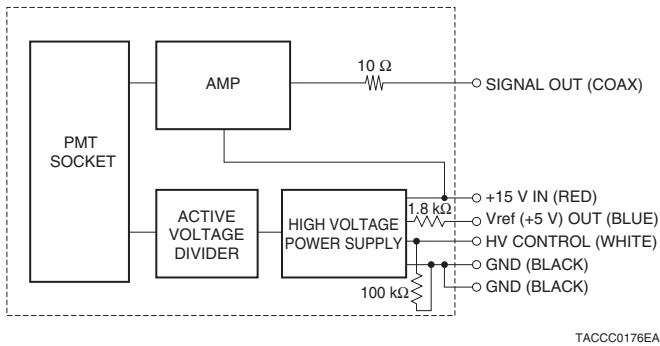 10 Ω
AMP
SIGNAL OUT (COAX)
PMT
SOCKET
+15 V IN (RED)
1.8 kΩ
Vref (+5 V) OUT (BLUE)
ACTIVE
VOLTAGE
DIVIDER
HIGH VOLTAGE
POWER SUPPLY
HV CONTROL (WHITE)
GND (BLACK)
100 kΩ
GND (BLACK)
TACCC0176EA